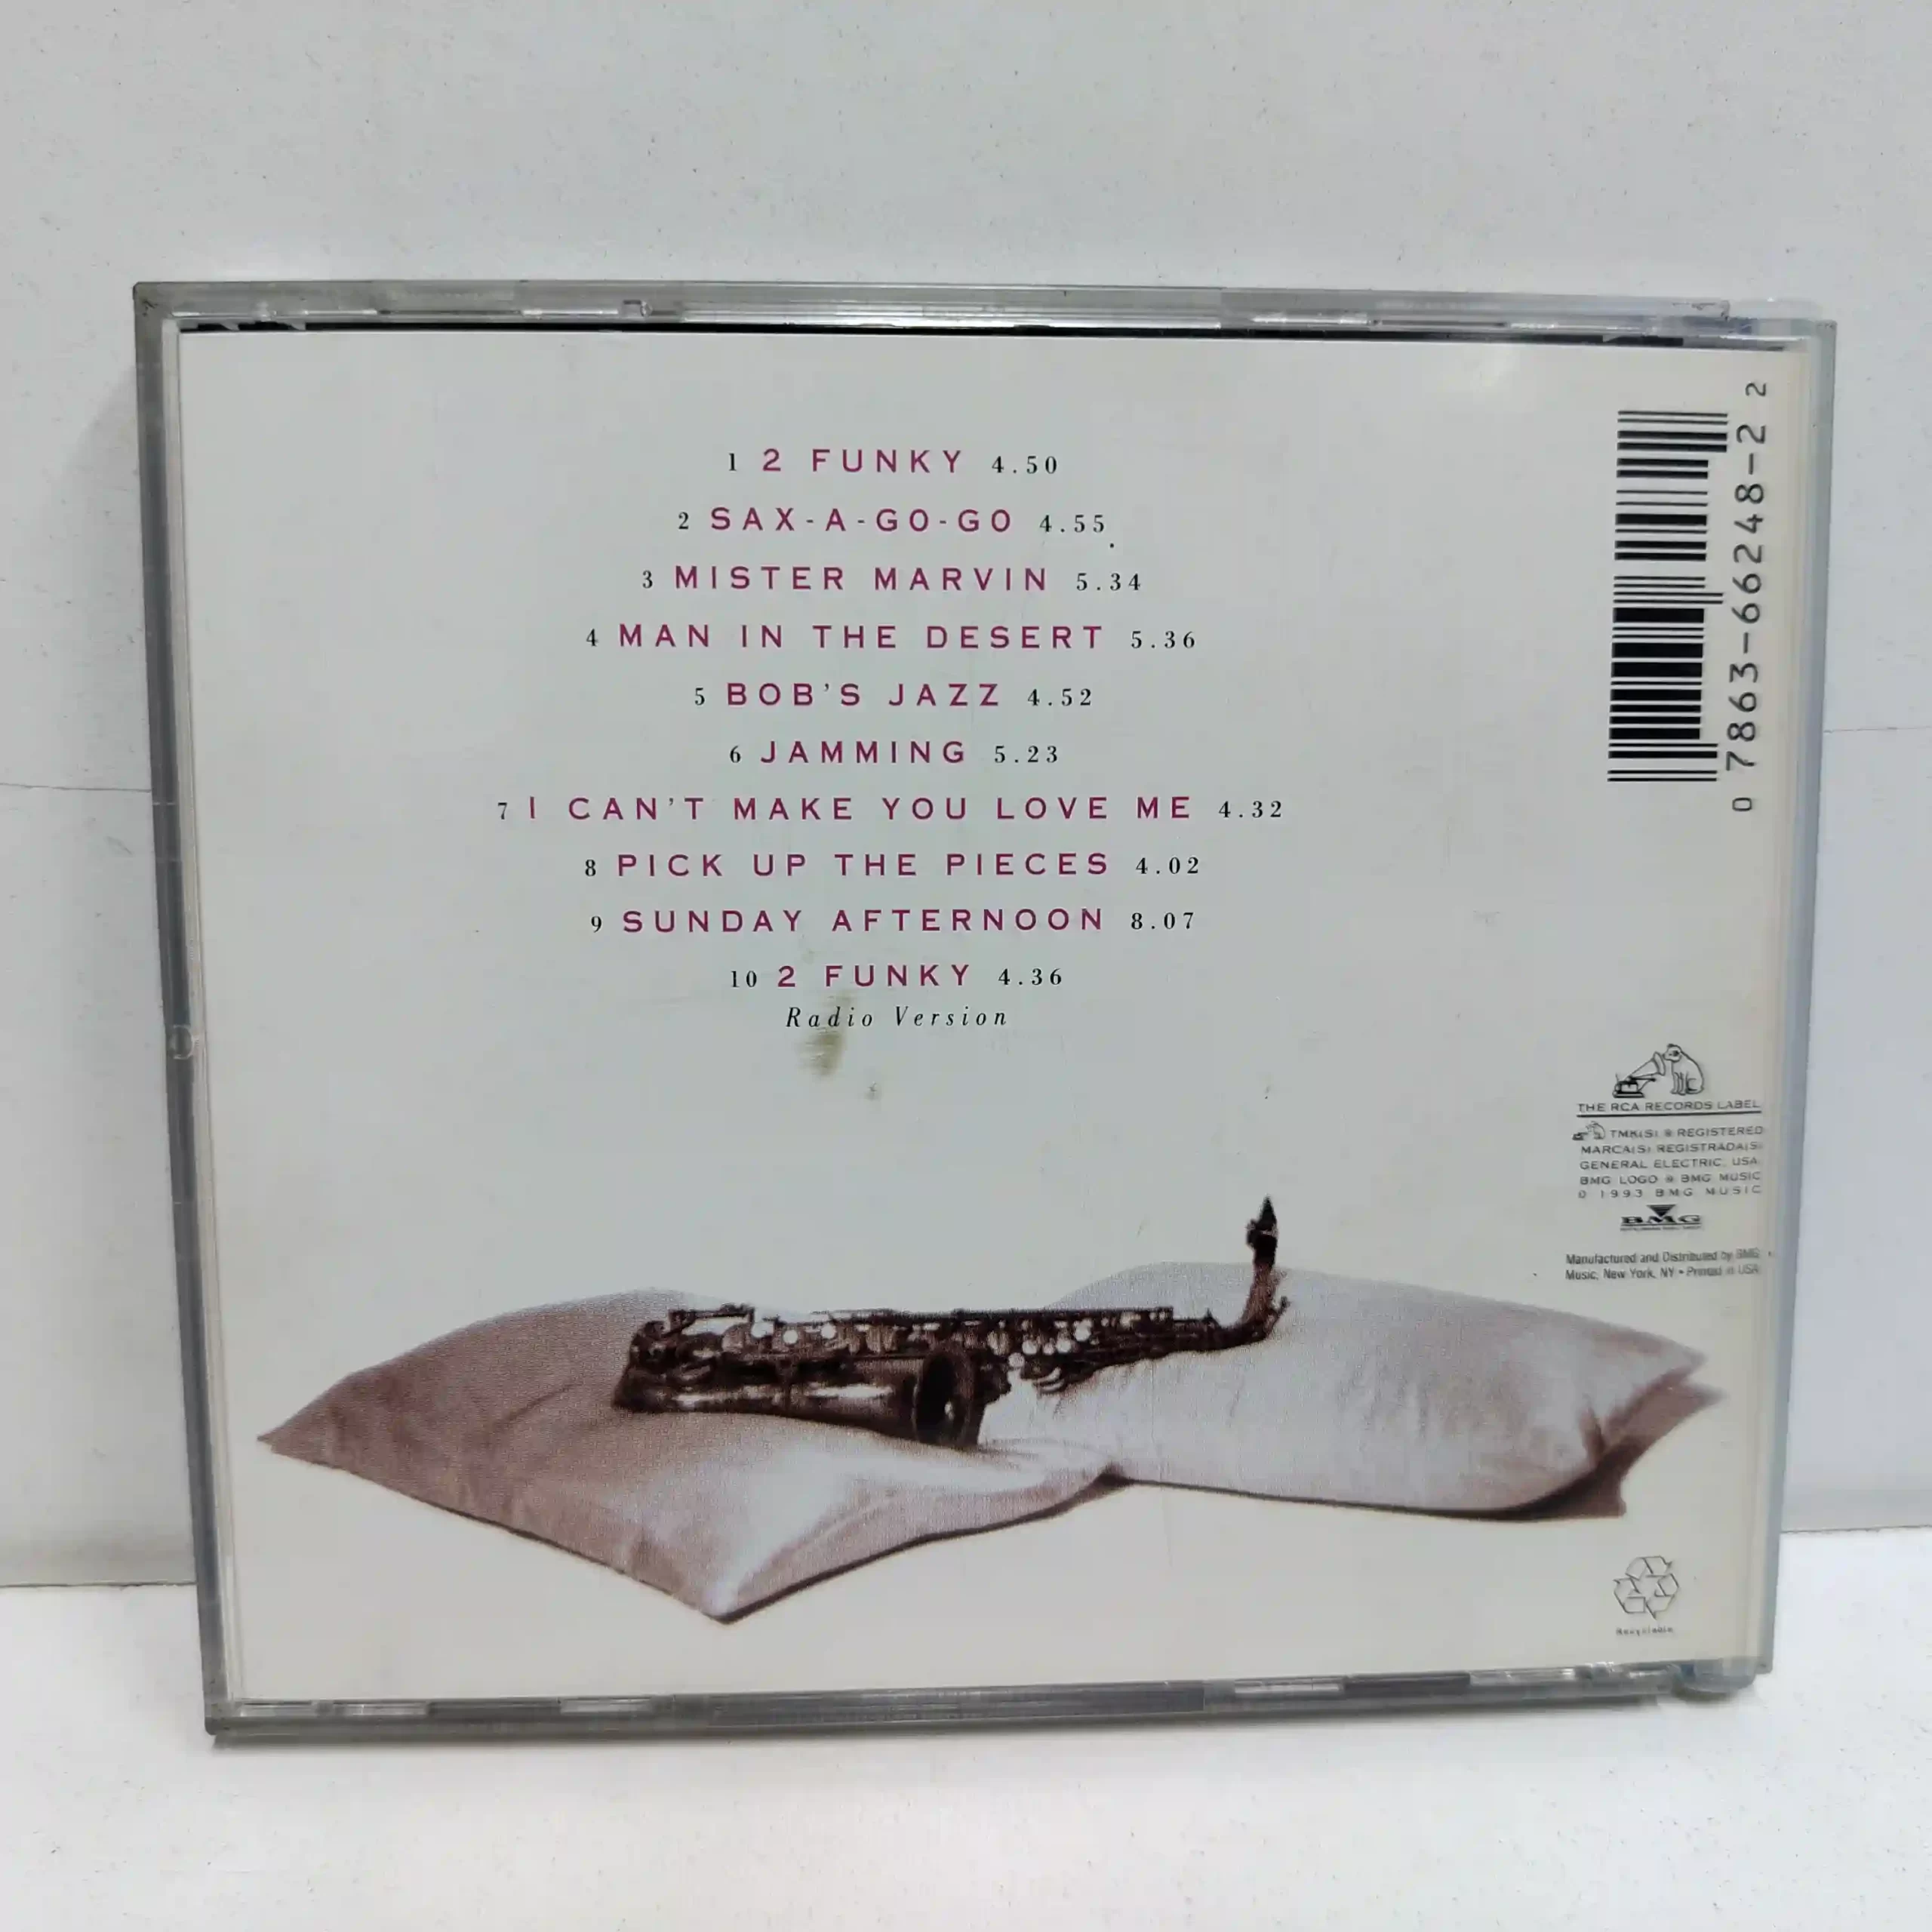 1 2 FUNKY 4.50
2 SAX-A-GO-GO 4.55
3 MISTER MARVIN 5.34
4 MAN IN THE DESERT 5.36
5 BOB'S JAZZ 4.52
6 JAMMING 5.23
7 I CAN'T MAKE YOU LOVE ME 4.32
8 PICK UP THE PIECES 4.02
9 SUNDAY AFTERNOON 8.07
10 2 FUNKY 4.36
Radio Version
0 7863-66248-2 2
THE RCA RECORDS LABEL
TMK(S) ® REGISTERED
MARCA(S) REGISTRADA(S)
GENERAL ELECTRIC, USA
BMG LOGO ® BMG MUSIC
© 1993 BMG MUSIC
BMG
Manufactured and Distributed by BMG
Music, New York, NY • Printed in USA
Recyclable